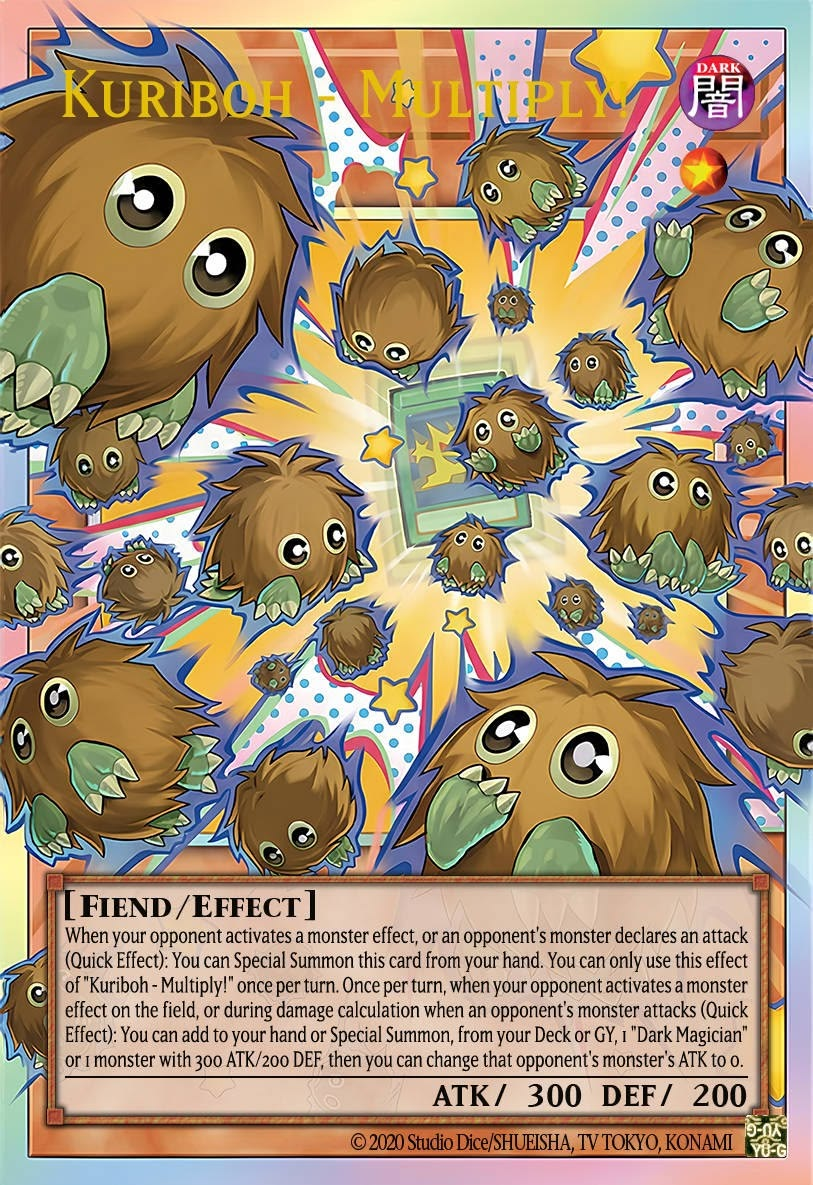 Kuriboh - Multiply!
DARK
闇
[Fiend/Effect]
When your opponent activates a monster effect, or an opponent's monster declares an attack
(Quick Effect): You can Special Summon this card from your hand. You can only use this effect
of "Kuriboh - Multiply!" once per turn. Once per turn, when your opponent activates a monster
effect on the field, or during damage calculation when an opponent's monster attacks (Quick
Effect): You can add to your hand or Special Summon, from your Deck or GY, 1 "Dark Magician"
or 1 monster with 300 ATK/200 DEF, then you can change that opponent's monster's ATK to 0.
ATK/ 300 DEF/ 200
© 2020 Studio Dice/SHUEISHA, TV TOKYO, KONAMI
YU-G
YU-G